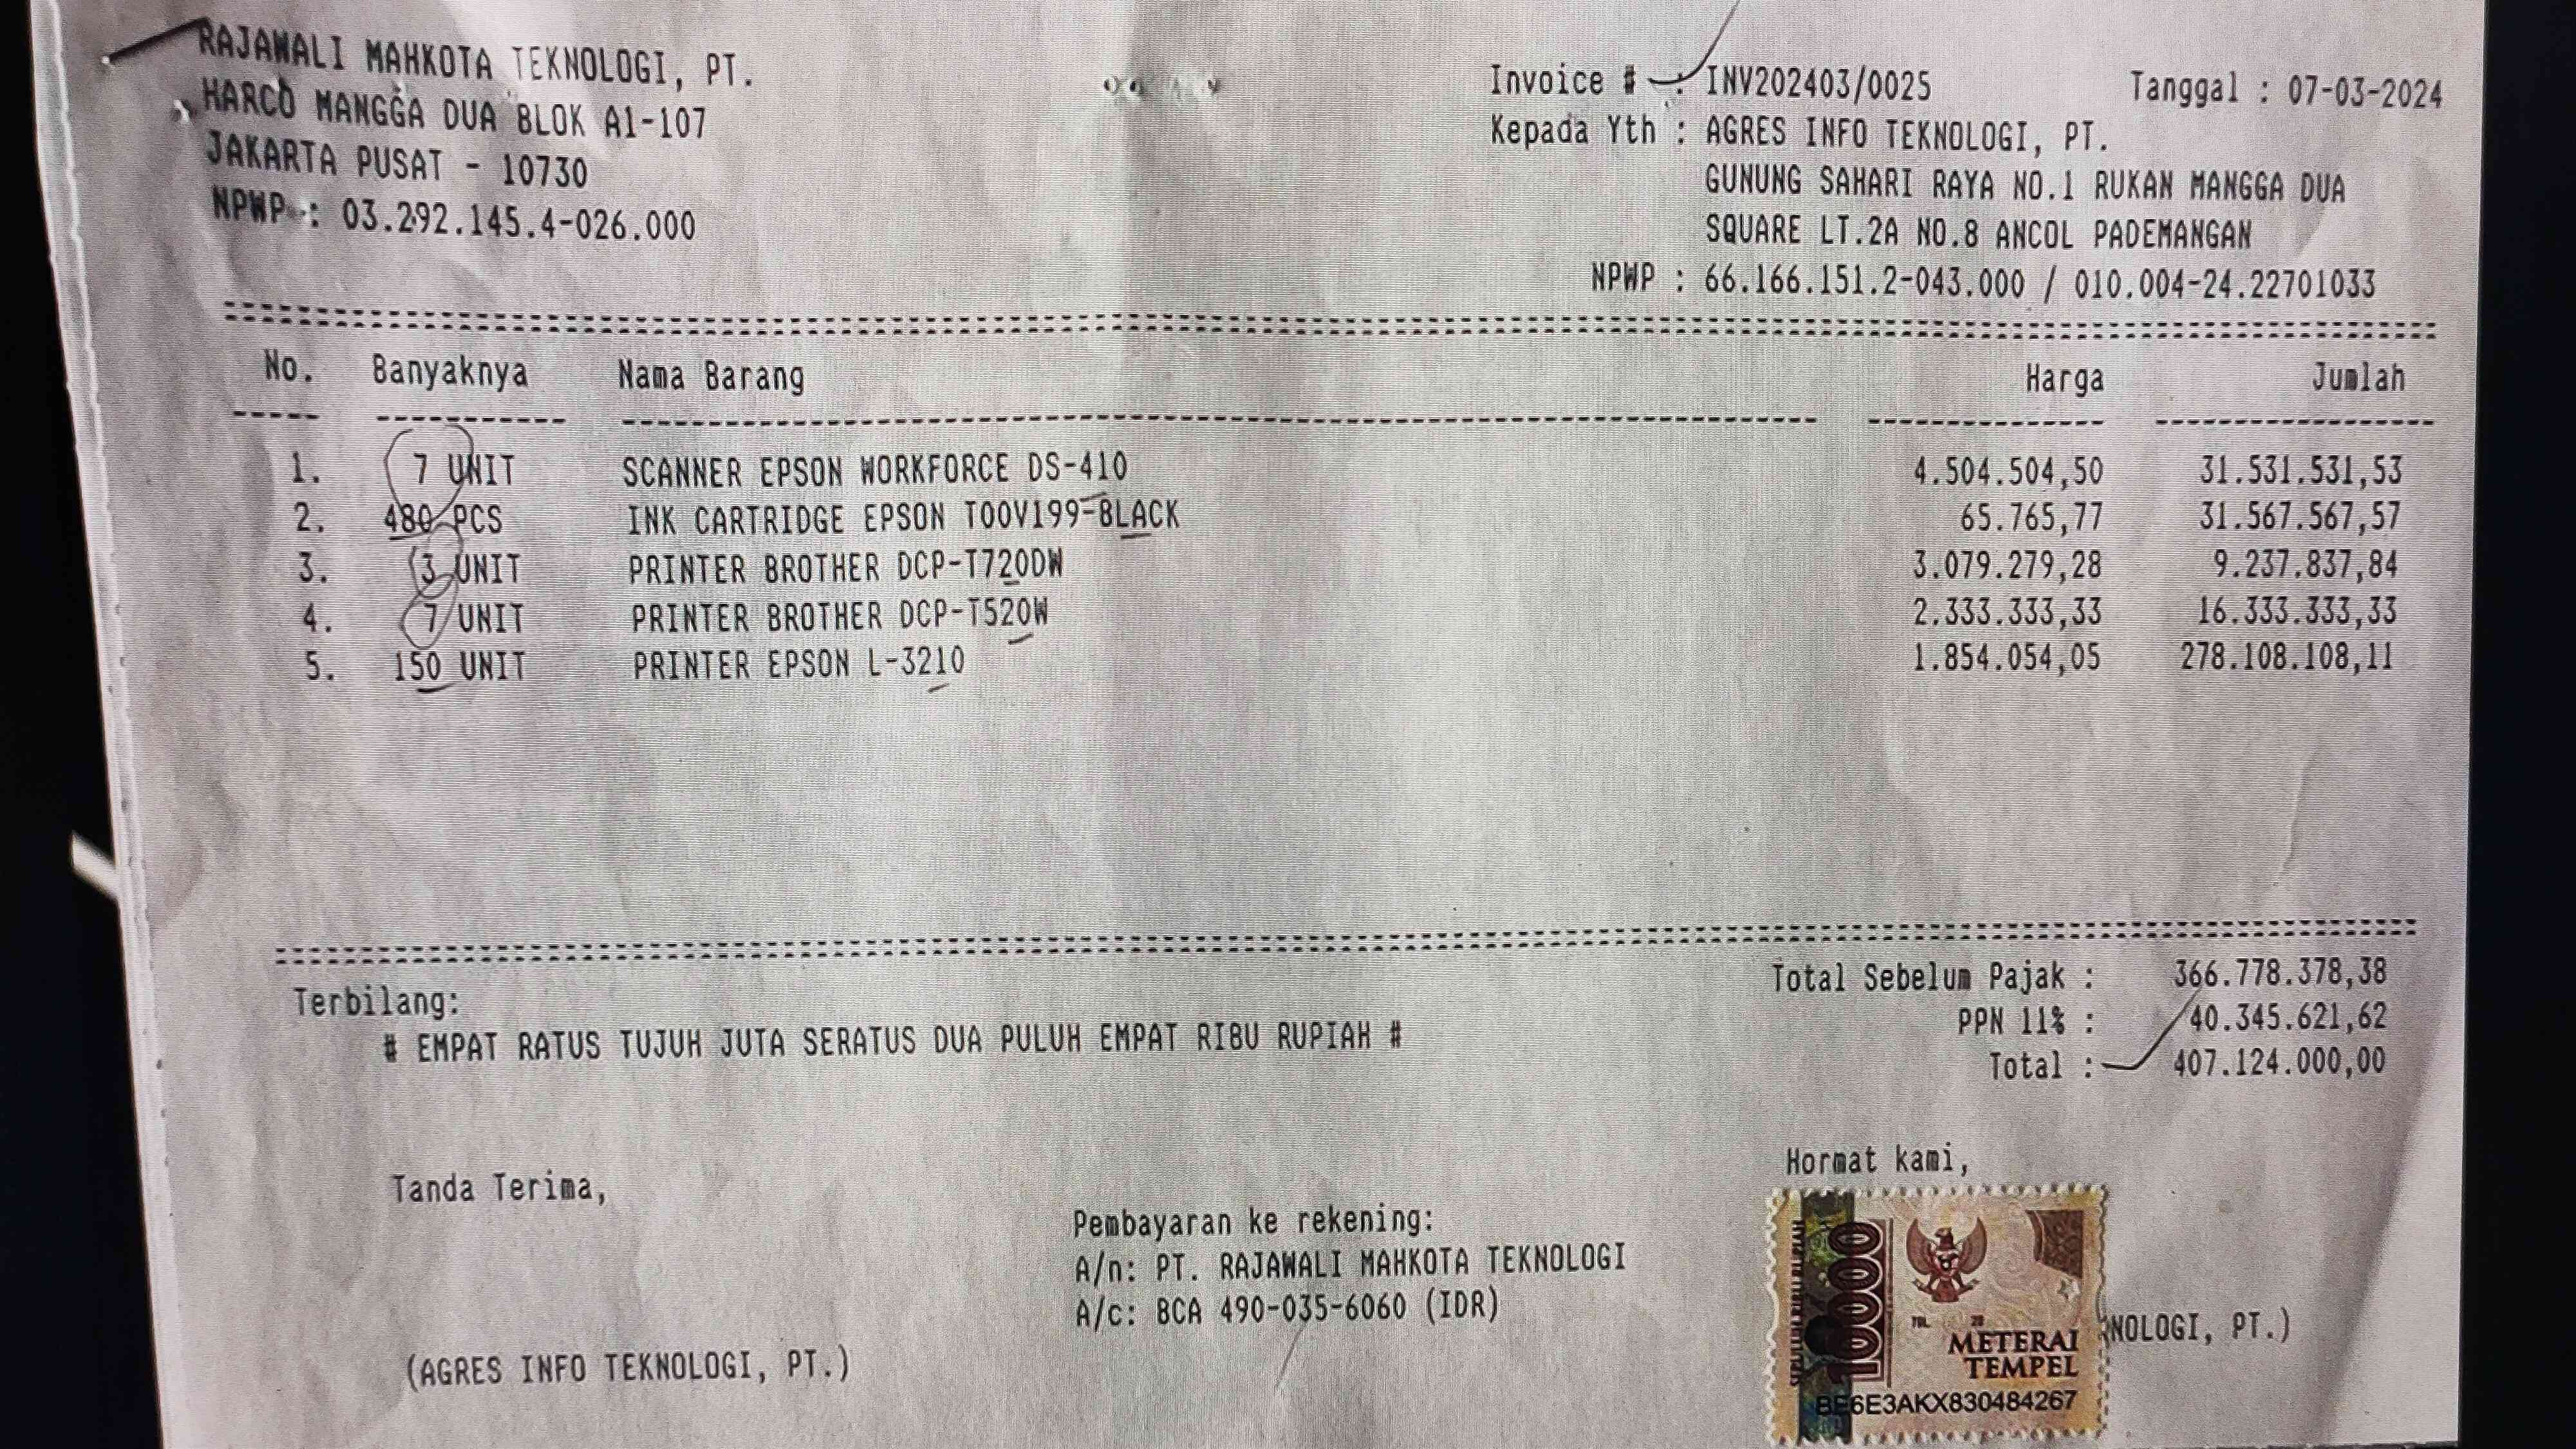 RAJAWALI MAHKOTA TEKNOLOGI, PT.
HARCO MANGGA DUA BLOK A1-107
JAKARTA PUSAT - 10730
NPWP : 03.292.145.4-026.000
Invoice # : INV202403/0025 Tanggal : 07-03-2024
Kepada Yth : AGRES INFO TEKNOLOGI, PT.
GUNUNG SAHARI RAYA NO.1 RUKAN MANGGA DUA
SQUARE LT.2A NO.8 ANCOL PADEMANGAN
NPWP : 66.166.151.2-043.000 / 010.004-24.22701033
No. Banyaknya Nama Barang Harga Jumlah
1. 7 UNIT SCANNER EPSON WORKFORCE DS-410 4.504.504,50 31.531.531,53
2. 480 PCS INK CARTRIDGE EPSON T00V199-BLACK 65.765,77 31.567.567,57
3. 3 UNIT PRINTER BROTHER DCP-T720DW 3.079.279,28 9.237.837,84
4. 7 UNIT PRINTER BROTHER DCP-T520W 2.333.333,33 16.333.333,33
5. 150 UNIT PRINTER EPSON L-3210 1.854.054,05 278.108.108,11
Total Sebelum Pajak : 366.778.378,38
PPN 11% : 40.345.621,62
Total : 407.124.000,00
Terbilang:
# EMPAT RATUS TUJUH JUTA SERATUS DUA PULUH EMPAT RIBU RUPIAH #
Tanda Terima,
(AGRES INFO TEKNOLOGI, PT.)
Pembayaran ke rekening:
A/n: PT. RAJAWALI MAHKOTA TEKNOLOGI
A/c: BCA 490-035-6060 (IDR)
Hormat kami,
10000
TGL. 20
METERAI
TEMPEL
BE6E3AKX830484267
NOLOGI, PT.)